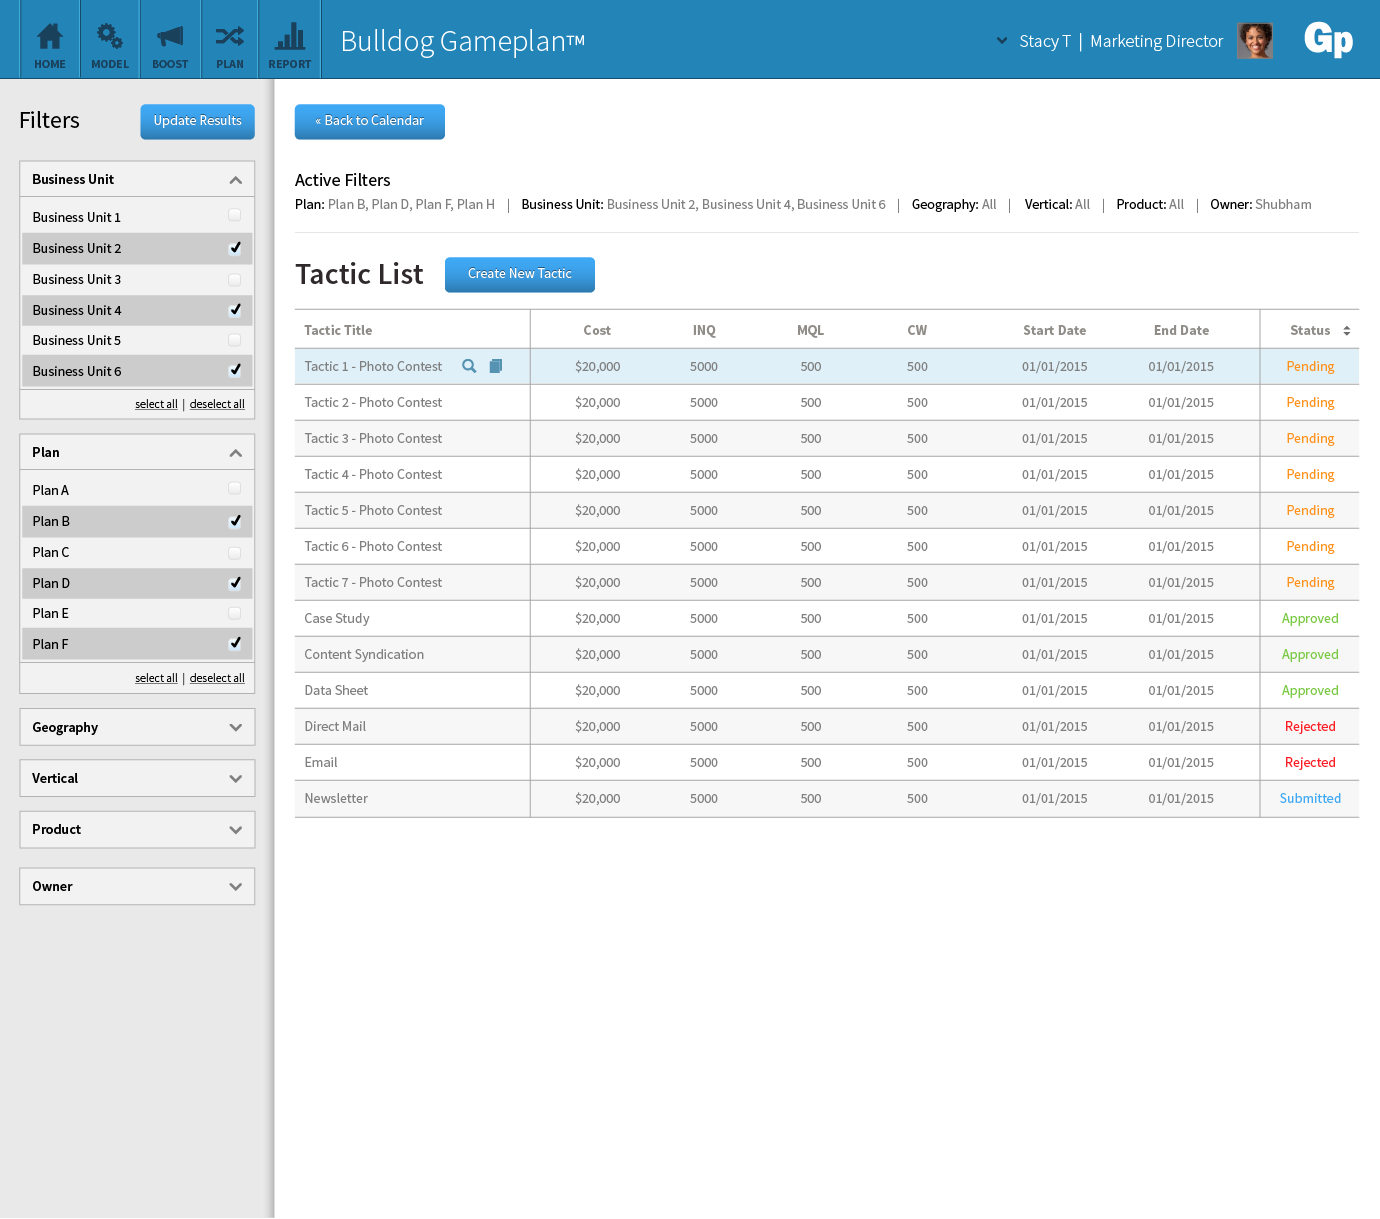 HOME MODEL BOOST PLAN REPORT Bulldog Gameplan™ Stacy T | Marketing Director Gp
Filters Update Results
Business Unit
Business Unit 1
Business Unit 2
Business Unit 3
Business Unit 4
Business Unit 5
Business Unit 6
select all | deselect all
Plan
Plan A
Plan B
Plan C
Plan D
Plan E
Plan F
select all | deselect all
Geography
Vertical
Product
Owner
« Back to Calendar
Active Filters
Plan: Plan B, Plan D, Plan F, Plan H | Business Unit: Business Unit 2, Business Unit 4, Business Unit 6 | Geography: All | Vertical: All | Product: All | Owner: Shubham
Tactic List Create New Tactic
Tactic Title Cost INQ MQL CW Start Date End Date Status
Tactic 1 - Photo Contest $20,000 5000 500 500 01/01/2015 01/01/2015 Pending
Tactic 2 - Photo Contest $20,000 5000 500 500 01/01/2015 01/01/2015 Pending
Tactic 3 - Photo Contest $20,000 5000 500 500 01/01/2015 01/01/2015 Pending
Tactic 4 - Photo Contest $20,000 5000 500 500 01/01/2015 01/01/2015 Pending
Tactic 5 - Photo Contest $20,000 5000 500 500 01/01/2015 01/01/2015 Pending
Tactic 6 - Photo Contest $20,000 5000 500 500 01/01/2015 01/01/2015 Pending
Tactic 7 - Photo Contest $20,000 5000 500 500 01/01/2015 01/01/2015 Pending
Case Study $20,000 5000 500 500 01/01/2015 01/01/2015 Approved
Content Syndication $20,000 5000 500 500 01/01/2015 01/01/2015 Approved
Data Sheet $20,000 5000 500 500 01/01/2015 01/01/2015 Approved
Direct Mail $20,000 5000 500 500 01/01/2015 01/01/2015 Rejected
Email $20,000 5000 500 500 01/01/2015 01/01/2015 Rejected
Newsletter $20,000 5000 500 500 01/01/2015 01/01/2015 Submitted